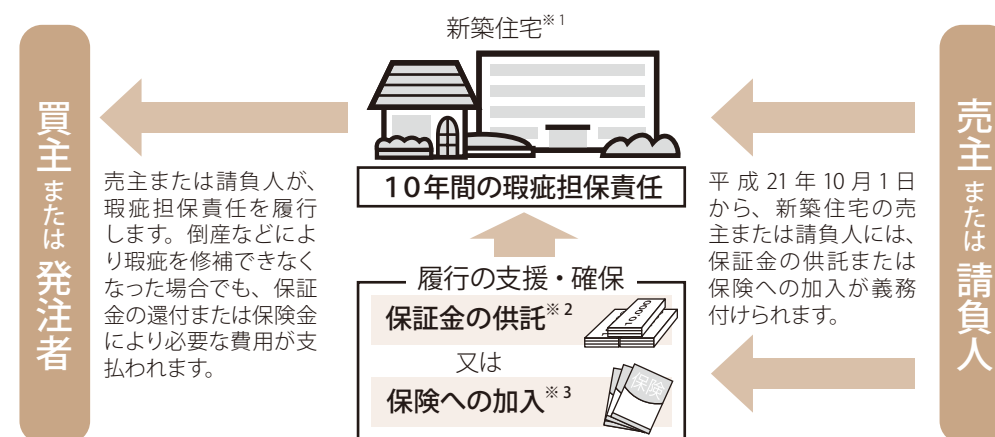 新築住宅※1
買主または発注者
売主または請負人が、
瑕疵担保責任を履行
します。倒産などによ
り瑕疵を修補できなく
なった場合でも、保証
金の還付または保険金
により必要な費用が支
払われます。
10年間の瑕疵担保責任
履行の支援・確保
保証金の供託※2
10,000
又は
保険への加入※3
保険
平成21年10月1日
から、新築住宅の売
主または請負人には、
保証金の供託または
保険への加入が義務
付けられます。
売主または請負人